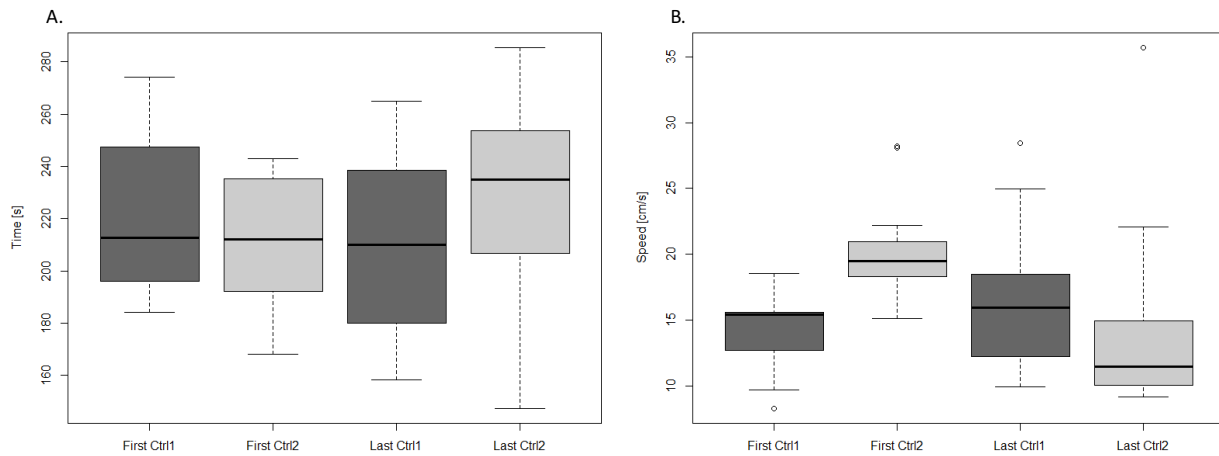 A.
Time [s]
280
260
240
220
200
180
160
First Ctrl1 First Ctrl2 Last Ctrl1 Last Ctrl2
B.
Speed [cm/s]
35
30
25
20
15
10
First Ctrl1 First Ctrl2 Last Ctrl1 Last Ctrl2